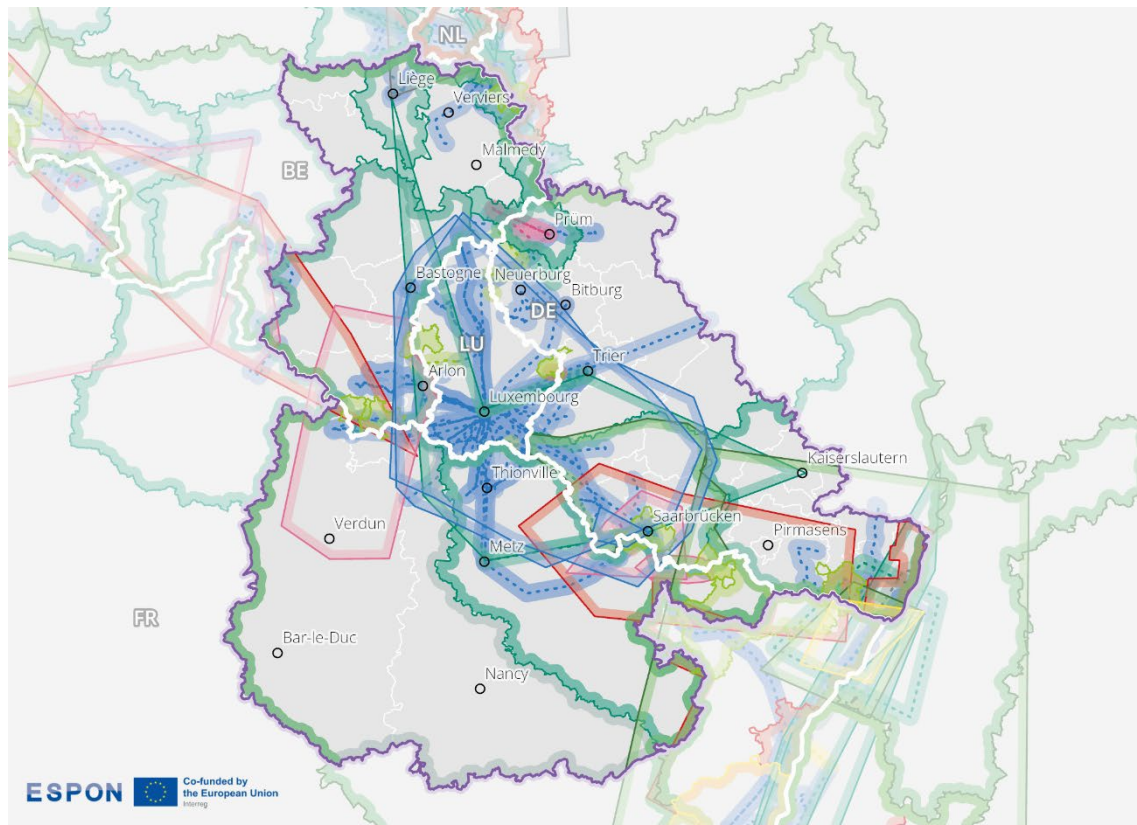 NL
Liège
Verviers
Malmedy
BE
Prüm
Bastogne
Neuerburg
Bitburg
DE
LU
Trier
Arlon
Luxembourg
Kaiserslautern
Thionville
Saarbrücken
Verdun
Pirmasens
Metz
FR
Bar-le-Duc
Nancy
ESPON
Co-funded by
the European Union
Interreg